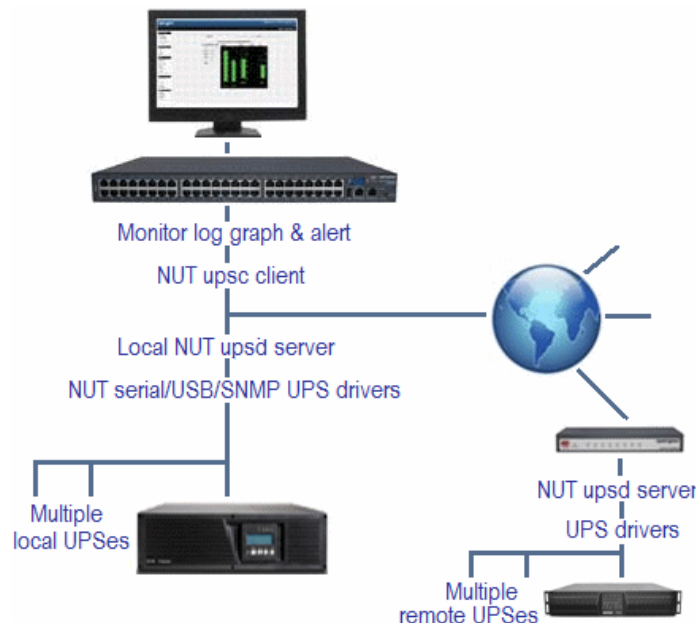 Monitor log graph & alert
NUT upsc client
Local NUT upsd server
NUT serial/USB/SNMP UPS drivers
Multiple
local UPSes
NUT upsd server
UPS drivers
Multiple
remote UPSes